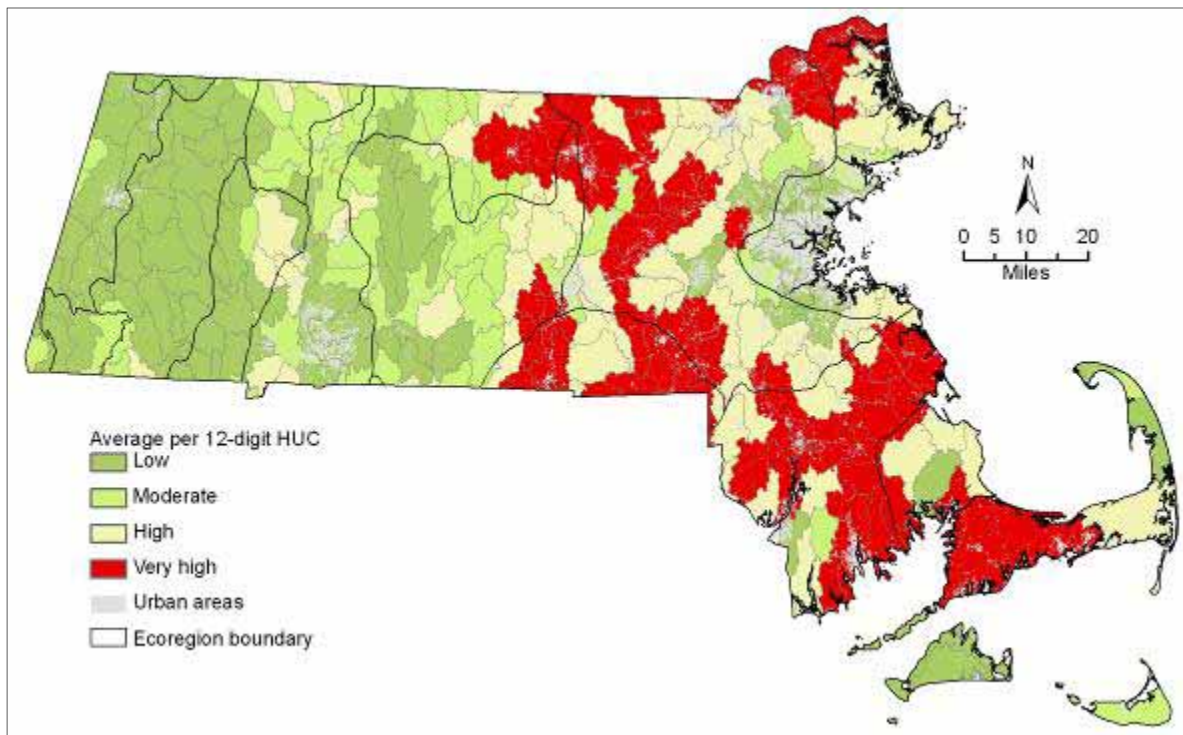 N
0 5 10 20
Miles
Average per 12-digit HUC
Low
Moderate
High
Very high
Urban areas
Ecoregion boundary